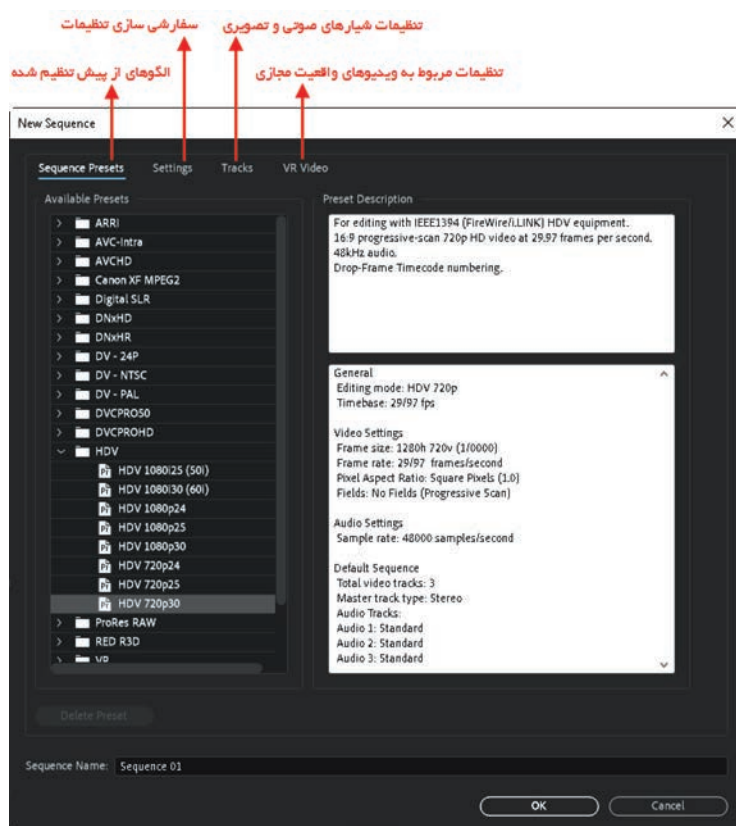 سفارشی سازی تنظیمات
تنظیمات شیارهای صوتی و تصویری
الگوهای از پیش تنظیم شده
تنظیمات مربوط به ویدیوهای واقعیت مجازی
New Sequence
Sequence Presets
Settings
Tracks
VR Video
Available Presets
ARRI
AVC-Intra
AVCHD
Canon XF MPEG2
Digital SLR
DNxHD
DNxHR
DV - 24P
DV - NTSC
DV - PAL
DVCPRO50
DVCPROHD
HDV
HDV 1080i25 (50i)
HDV 1080i30 (60i)
HDV 1080p24
HDV 1080p25
HDV 1080p30
HDV 720p24
HDV 720p25
HDV 720p30
ProRes RAW
RED R3D
VR
Preset Description
For editing with IEEE1394 (FireWire/i.LINK) HDV equipment.
16:9 progressive-scan 720p HD video at 29.97 frames per second.
48kHz audio.
Drop-Frame Timecode numbering.
General
Editing mode: HDV 720p
Timebase: 29/97 fps
Video Settings
Frame size: 1280h 720v (1/0000)
Frame rate: 29/97 frames/second
Pixel Aspect Ratio: Square Pixels (1.0)
Fields: No Fields (Progressive Scan)
Audio Settings
Sample rate: 48000 samples/second
Default Sequence
Total video tracks: 3
Master track type: Stereo
Audio Tracks:
Audio 1: Standard
Audio 2: Standard
Audio 3: Standard
Delete Preset
Sequence Name: Sequence 01
OK
Cancel